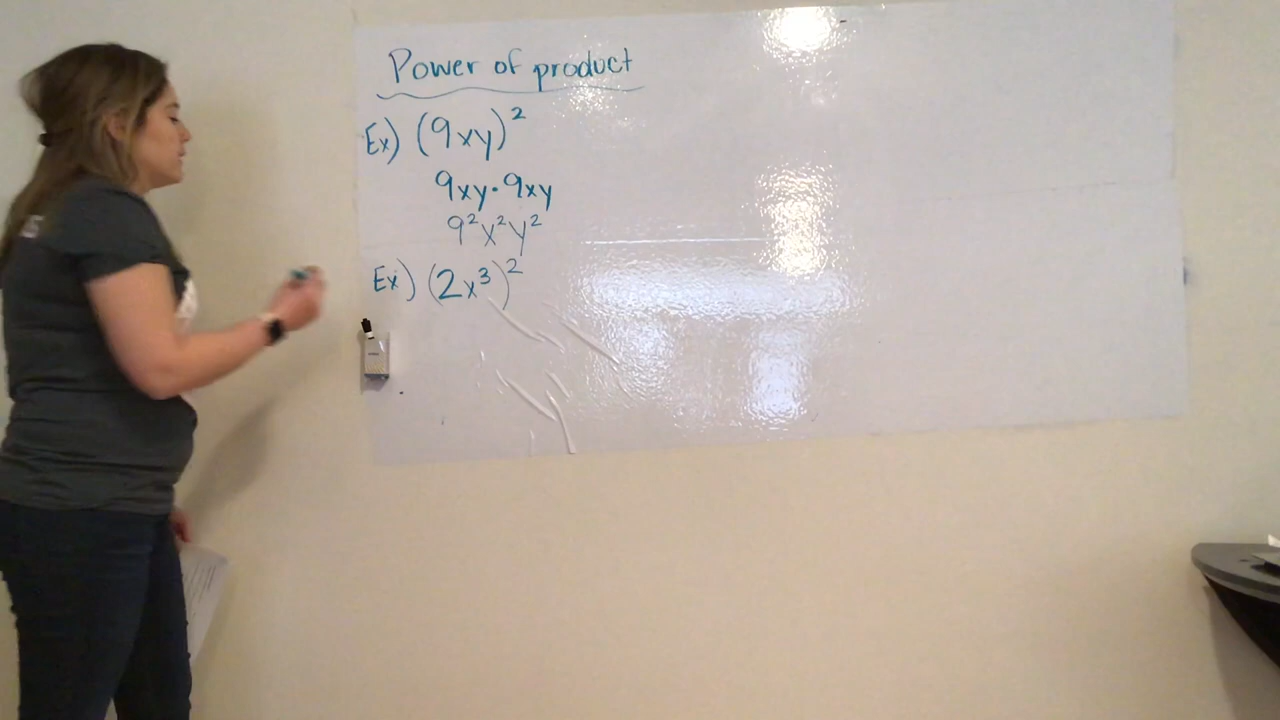 Power of product
Ex) (9xy)²
9xy·9xy
9²x²y²
Ex) (2x³)²